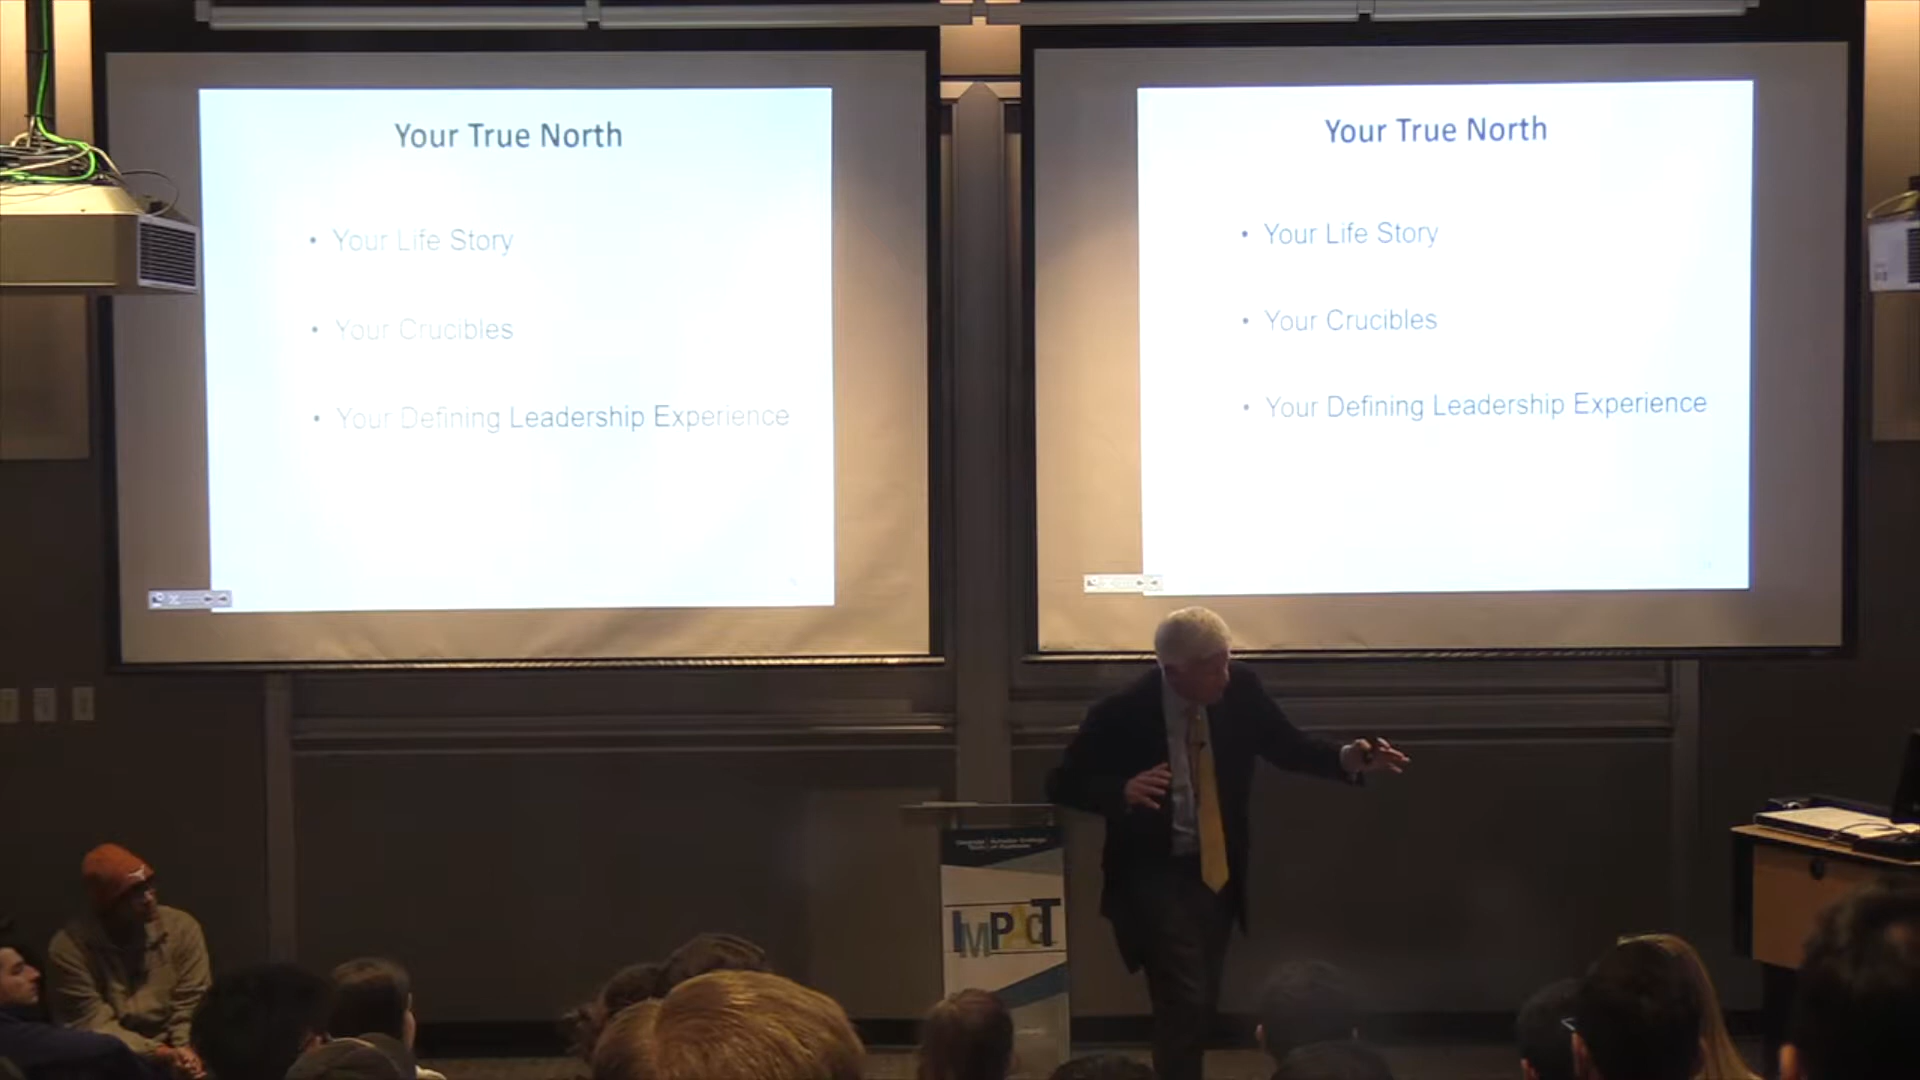 Your True North
• Your Life Story
• Your Crucibles
• Your Defining Leadership Experience
Your True North
• Your Life Story
• Your Crucibles
• Your Defining Leadership Experience
IMPACT